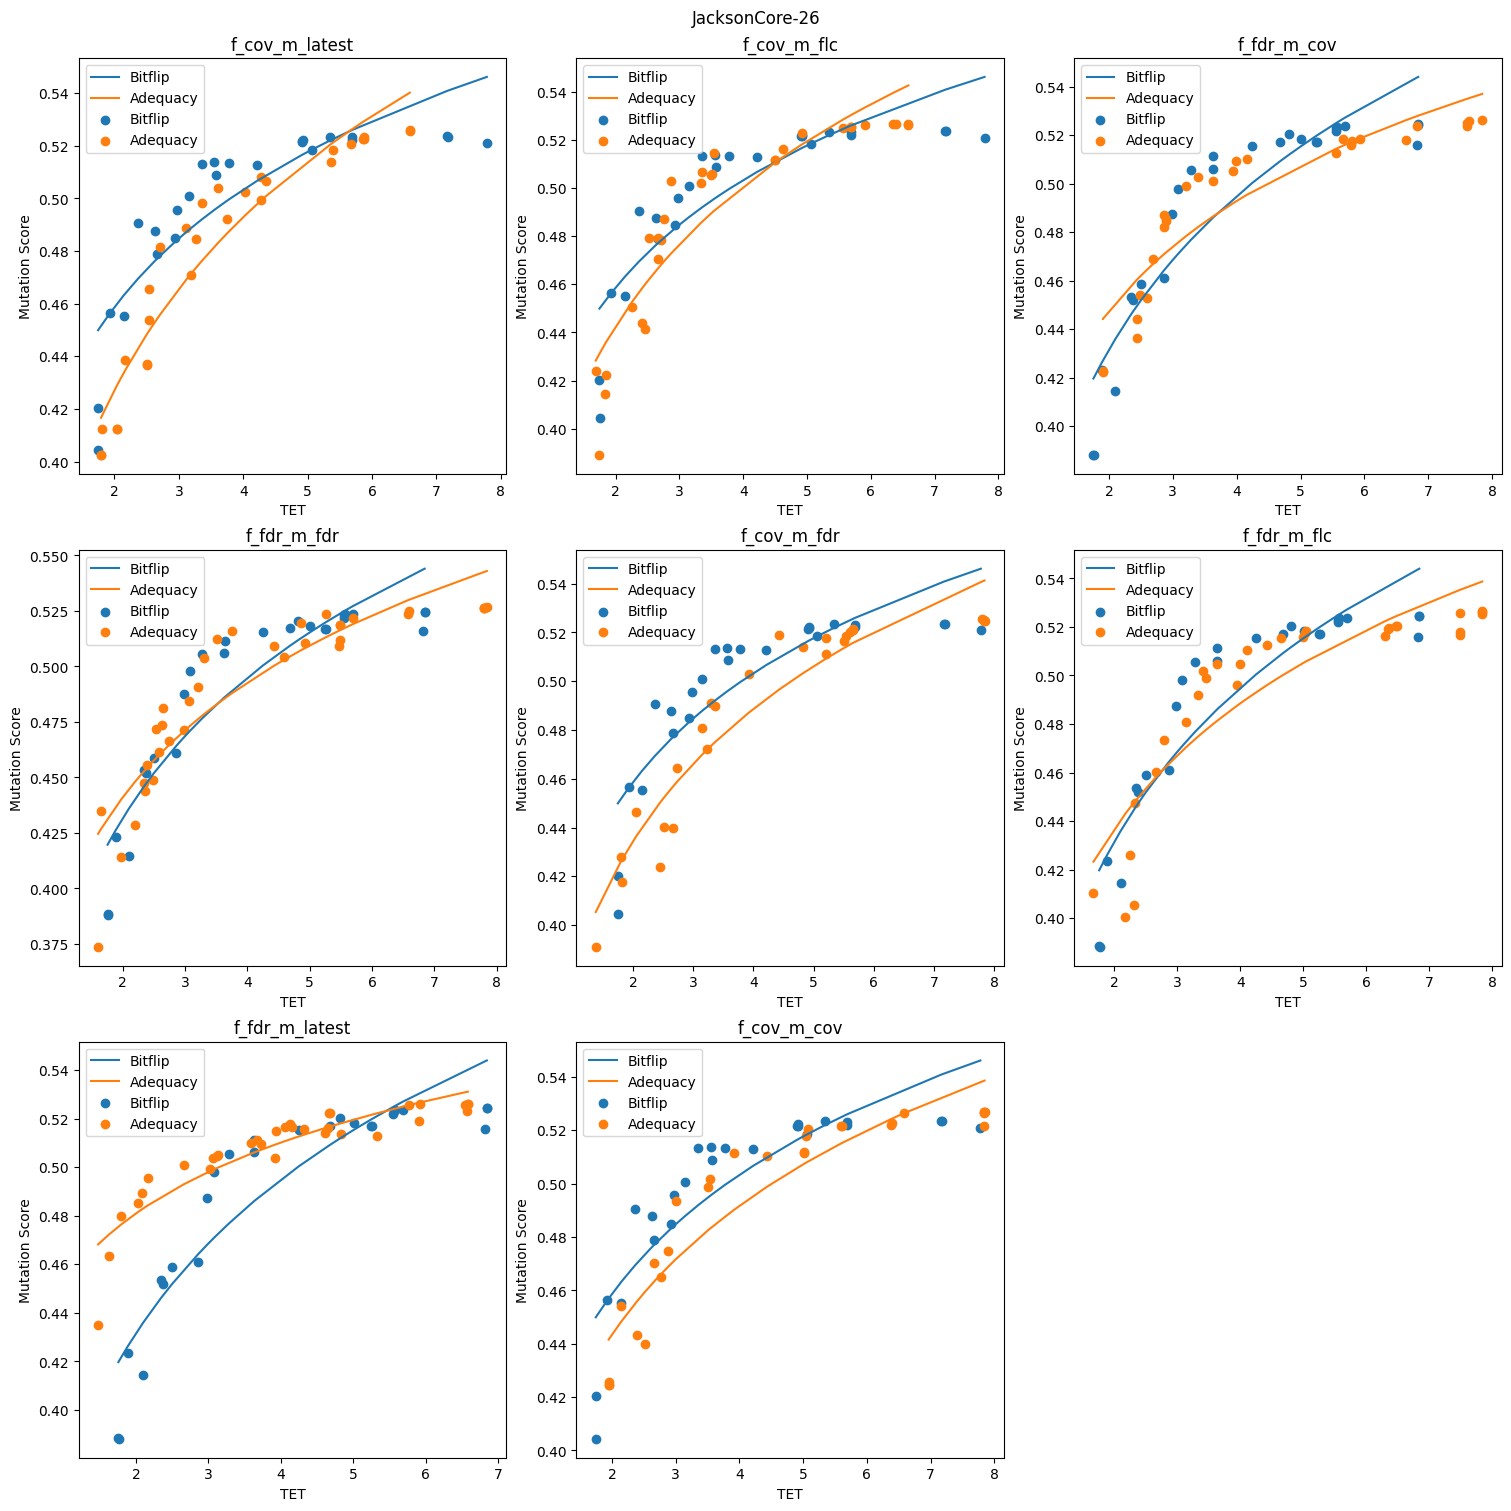 JacksonCore-26
f_cov_m_latest
Bitflip
Adequacy
Bitflip
Adequacy
0.54
0.52
0.50
0.48
0.46
0.44
0.42
0.40
Mutation Score
2 3 4 5 6 7 8
TET
f_cov_m_flc
Bitflip
Adequacy
Bitflip
Adequacy
0.54
0.52
0.50
0.48
0.46
0.44
0.42
0.40
Mutation Score
2 3 4 5 6 7 8
TET
f_fdr_m_cov
Bitflip
Adequacy
Bitflip
Adequacy
0.54
0.52
0.50
0.48
0.46
0.44
0.42
0.40
Mutation Score
2 3 4 5 6 7 8
TET
f_fdr_m_fdr
Bitflip
Adequacy
Bitflip
Adequacy
0.550
0.525
0.500
0.475
0.450
0.425
0.400
0.375
Mutation Score
2 3 4 5 6 7 8
TET
f_cov_m_fdr
Bitflip
Adequacy
Bitflip
Adequacy
0.54
0.52
0.50
0.48
0.46
0.44
0.42
0.40
Mutation Score
2 3 4 5 6 7 8
TET
f_fdr_m_flc
Bitflip
Adequacy
Bitflip
Adequacy
0.54
0.52
0.50
0.48
0.46
0.44
0.42
0.40
Mutation Score
2 3 4 5 6 7 8
TET
f_fdr_m_latest
Bitflip
Adequacy
Bitflip
Adequacy
0.54
0.52
0.50
0.48
0.46
0.44
0.42
0.40
Mutation Score
2 3 4 5 6 7
TET
f_cov_m_cov
Bitflip
Adequacy
Bitflip
Adequacy
0.54
0.52
0.50
0.48
0.46
0.44
0.42
0.40
Mutation Score
2 3 4 5 6 7 8
TET